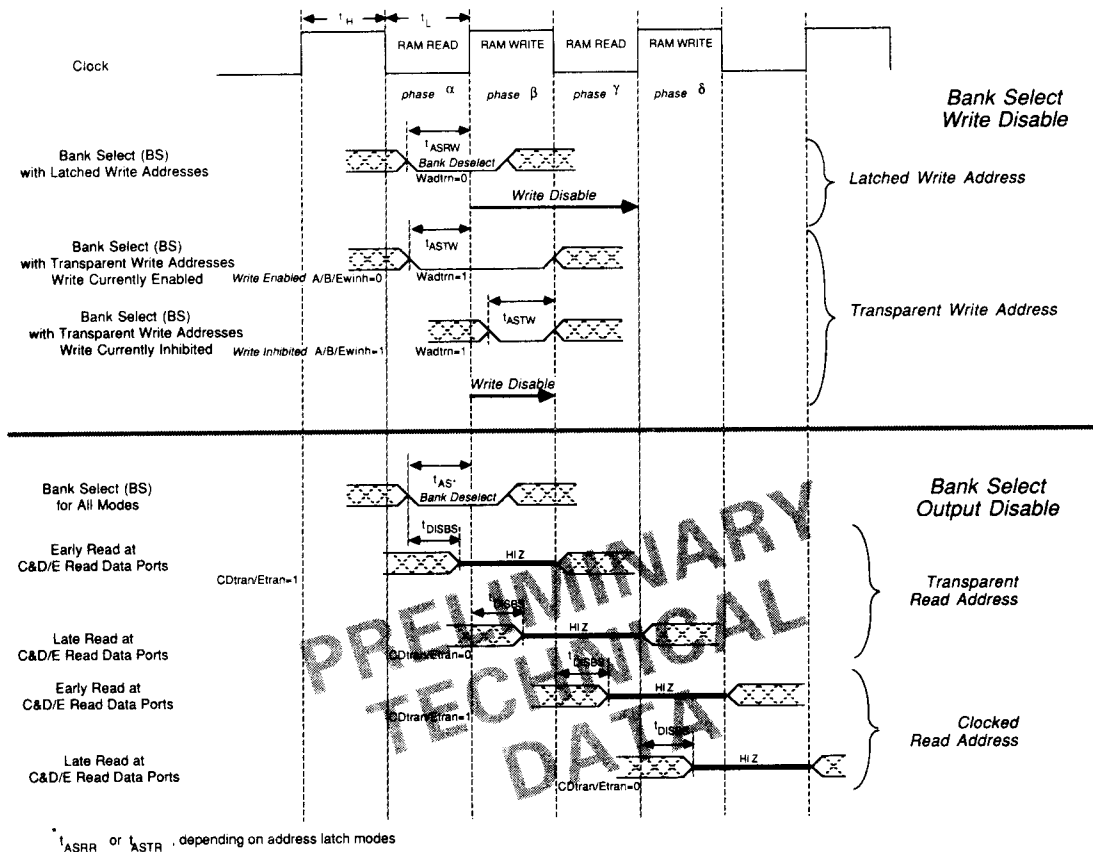 t H
t L
RAM READ
RAM WRITE
RAM READ
RAM WRITE
Clock
phase α
phase β
phase γ
phase δ
Bank Select
Write Disable
Bank Select (BS)
with Latched Write Addresses
tASRW
Bank Deselect
Wadtrn=0
Write Disable
Latched Write Address
Bank Select (BS)
with Transparent Write Addresses
Write Currently Enabled
Write Enabled A/B/Ewinh=0
tASTW
Wadtrn=1
Bank Select (BS)
with Transparent Write Addresses
Write Currently Inhibited
Write Inhibited A/B/Ewinh=1
tASTW
Wadtrn=1
Write Disable
Transparent Write Address
Bank Select (BS)
for All Modes
tAS*
Bank Deselect
Bank Select
Output Disable
Early Read at
C&D/E Read Data Ports
CDtran/Etran=1
tDISBS
HI Z
Late Read at
C&D/E Read Data Ports
CDtran/Etran=0
tDISBS
HI Z
Transparent
Read Address
Early Read at
C&D/E Read Data Ports
CDtran/Etran=1
tDISBS
HI Z
Late Read at
C&D/E Read Data Ports
CDtran/Etran=0
tDISBS
HI Z
Clocked
Read Address
PRELIMINARY
TECHNICAL
DATA
* tASRR or tASTR , depending on address latch modes